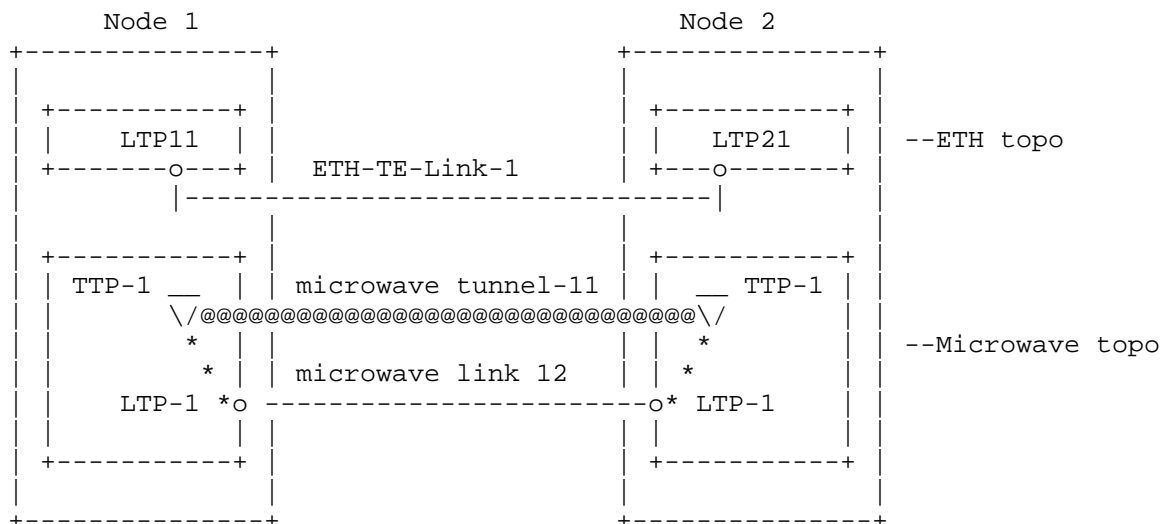 Node 1 Node 2
LTP11 LTP21 --ETH topo
ETH-TE-Link-1
TTP-1 microwave tunnel-11 TTP-1
@@@@@@@@@@@@@@@@@@@@@@@@@@@@@@@
--Microwave topo
microwave link 12
LTP-1 LTP-1